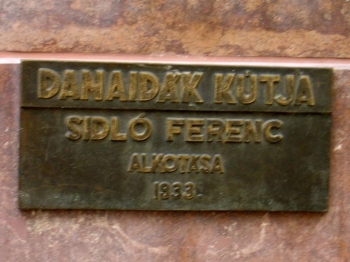 DANAIDÁK KÚTJA
SIDLÓ FERENC
ALKOTÁSA
1933.